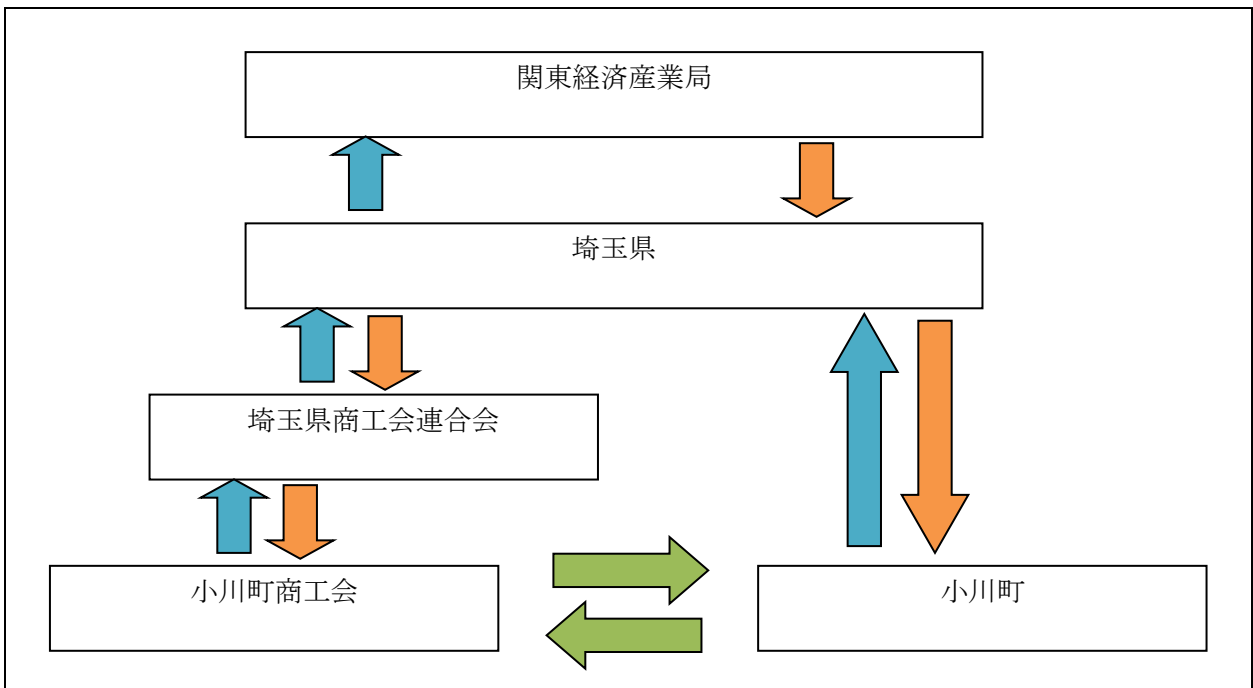 関東経済産業局
埼玉県
埼玉県商工会連合会
小川町商工会
小川町